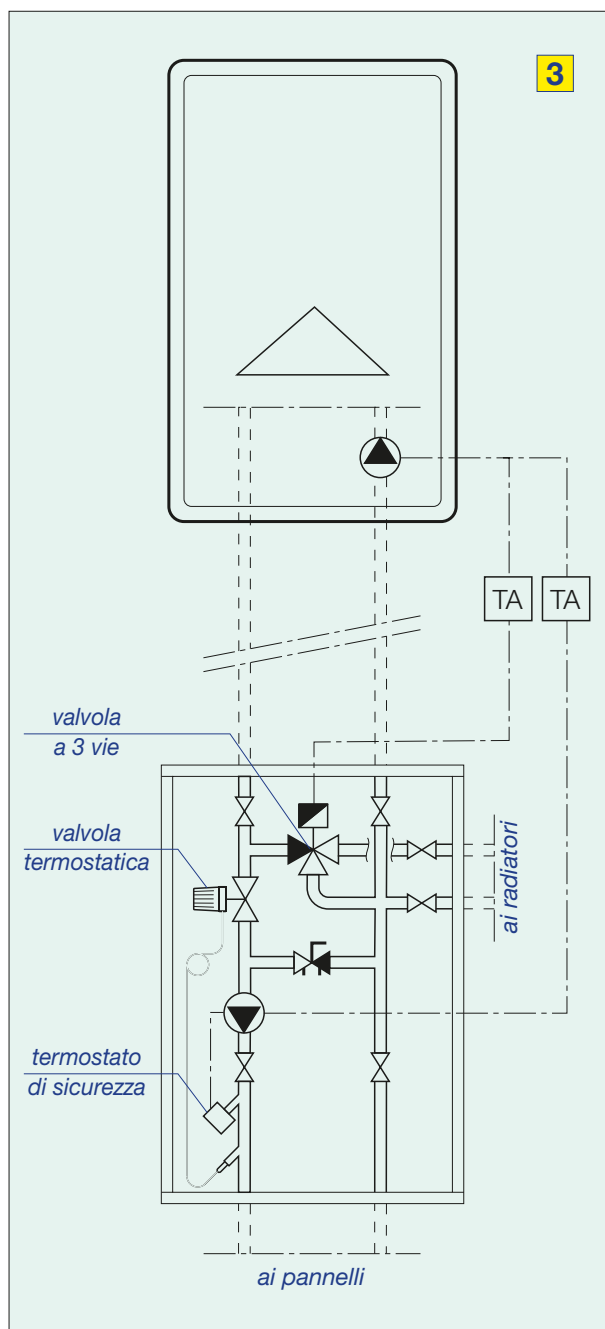 3
TA TA
valvola
a 3 vie
valvola
termostatica
ai radiatori
termostato
di sicurezza
ai pannelli